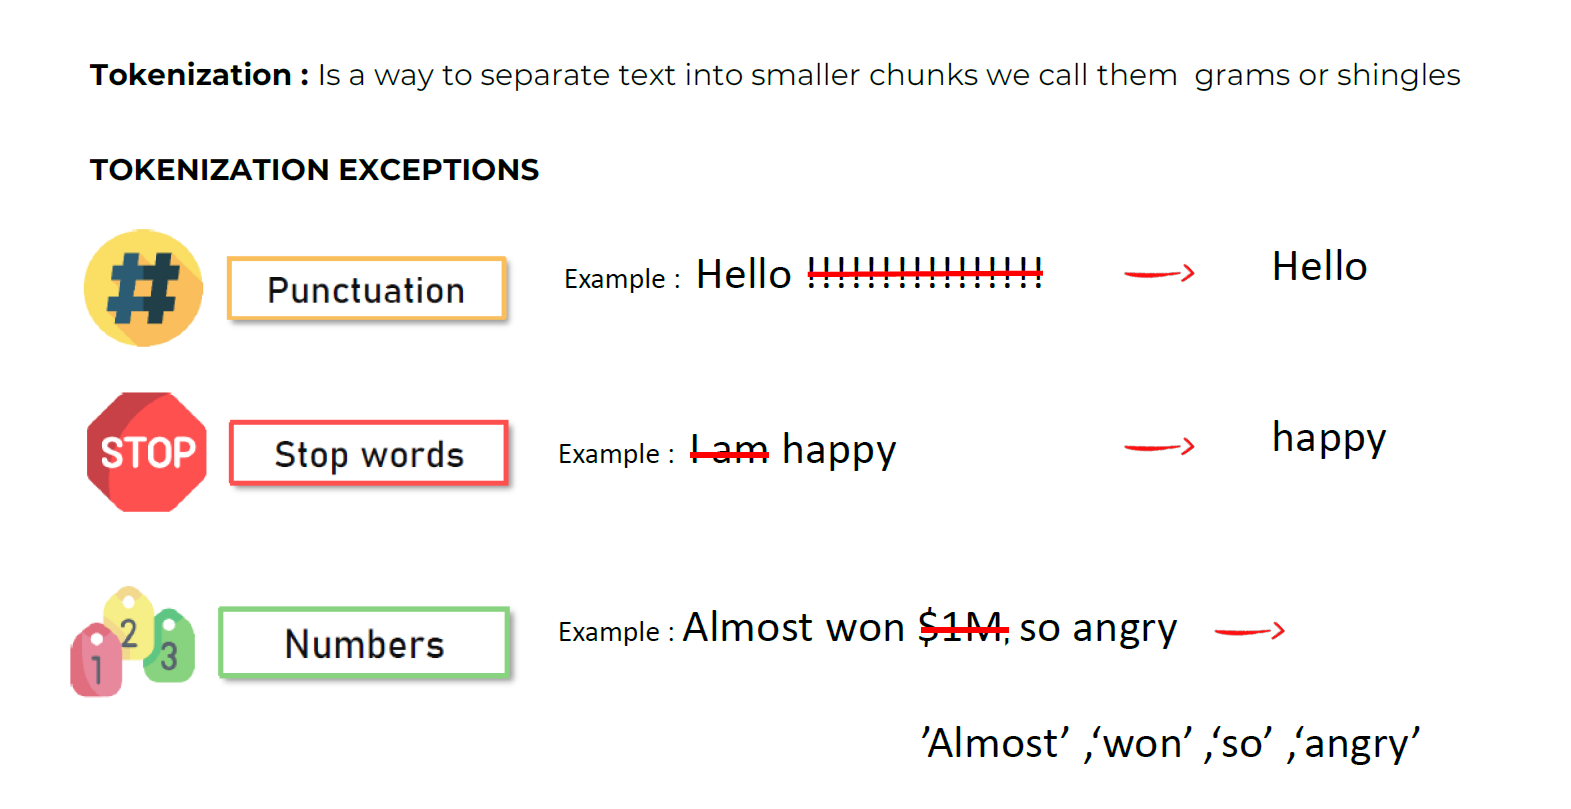 Tokenization : Is a way to separate text into smaller chunks we call them grams or shingles
TOKENIZATION EXCEPTIONS
# Punctuation Example : Hello !!!!!!!!!!!!!!!! Hello
STOP Stop words Example : I am happy happy
1 2 3 Numbers Example : Almost won $1M, so angry
’Almost’ ,‘won’ ,‘so’ ,‘angry’